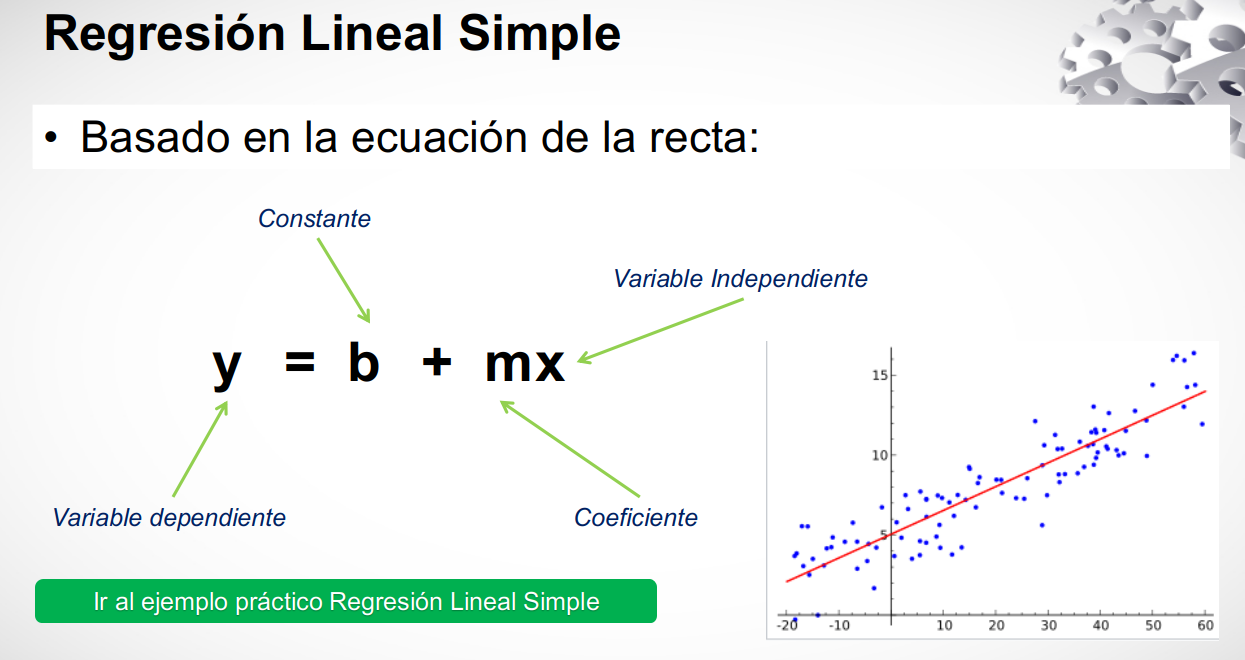 Regresión Lineal Simple
• Basado en la ecuación de la recta:
Constante
Variable Independiente
y = b + mx
Variable dependiente
Coeficiente
Ir al ejemplo práctico Regresión Lineal Simple
15
10
5
-20 -10 10 20 30 40 50 60